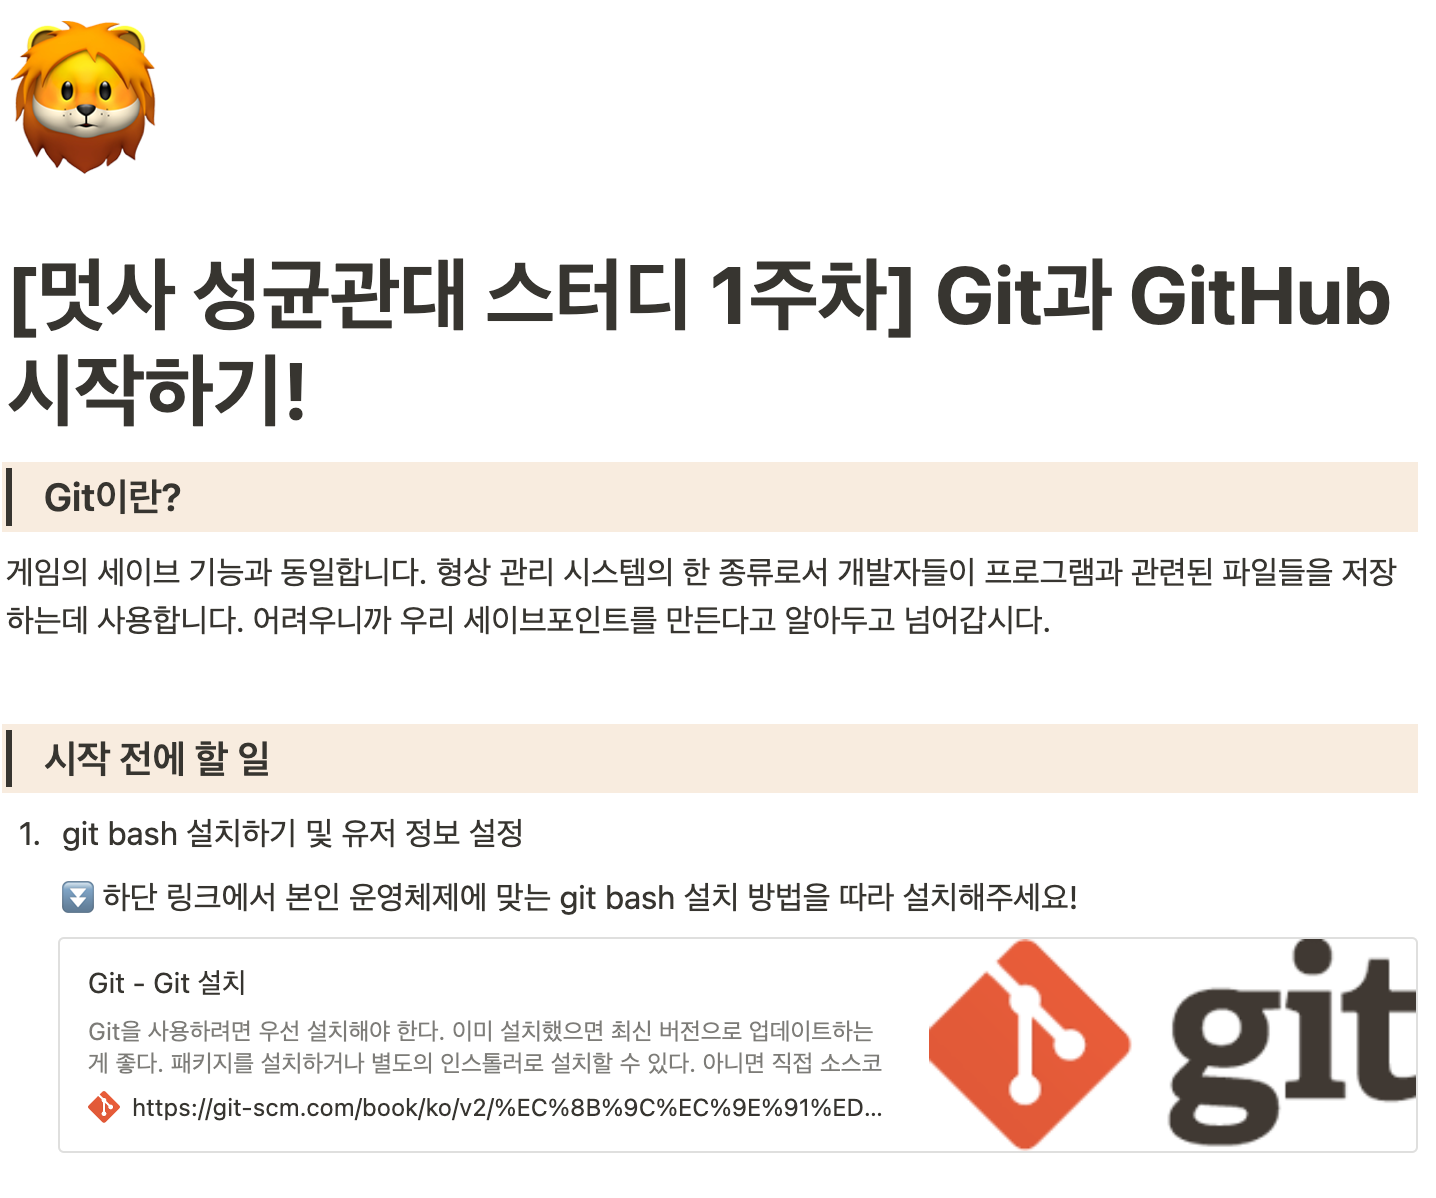 [멋사 성균관대 스터디 1주차] Git과 GitHub
시작하기!
Git이란?
게임의 세이브 기능과 동일합니다. 형상 관리 시스템의 한 종류로서 개발자들이 프로그램과 관련된 파일들을 저장
하는데 사용합니다. 어려우니까 우리 세이브포인트를 만든다고 알아두고 넘어갑시다.
시작 전에 할 일
1. git bash 설치하기 및 유저 정보 설정
⏬ 하단 링크에서 본인 운영체제에 맞는 git bash 설치 방법을 따라 설치해주세요!
Git - Git 설치
Git을 사용하려면 우선 설치해야 한다. 이미 설치했으면 최신 버전으로 업데이트하는
게 좋다. 패키지를 설치하거나 별도의 인스톨러로 설치할 수 있다. 아니면 직접 소스코
https://git-scm.com/book/ko/v2/%EC%8B%9C%EC%9E%91%ED...
git